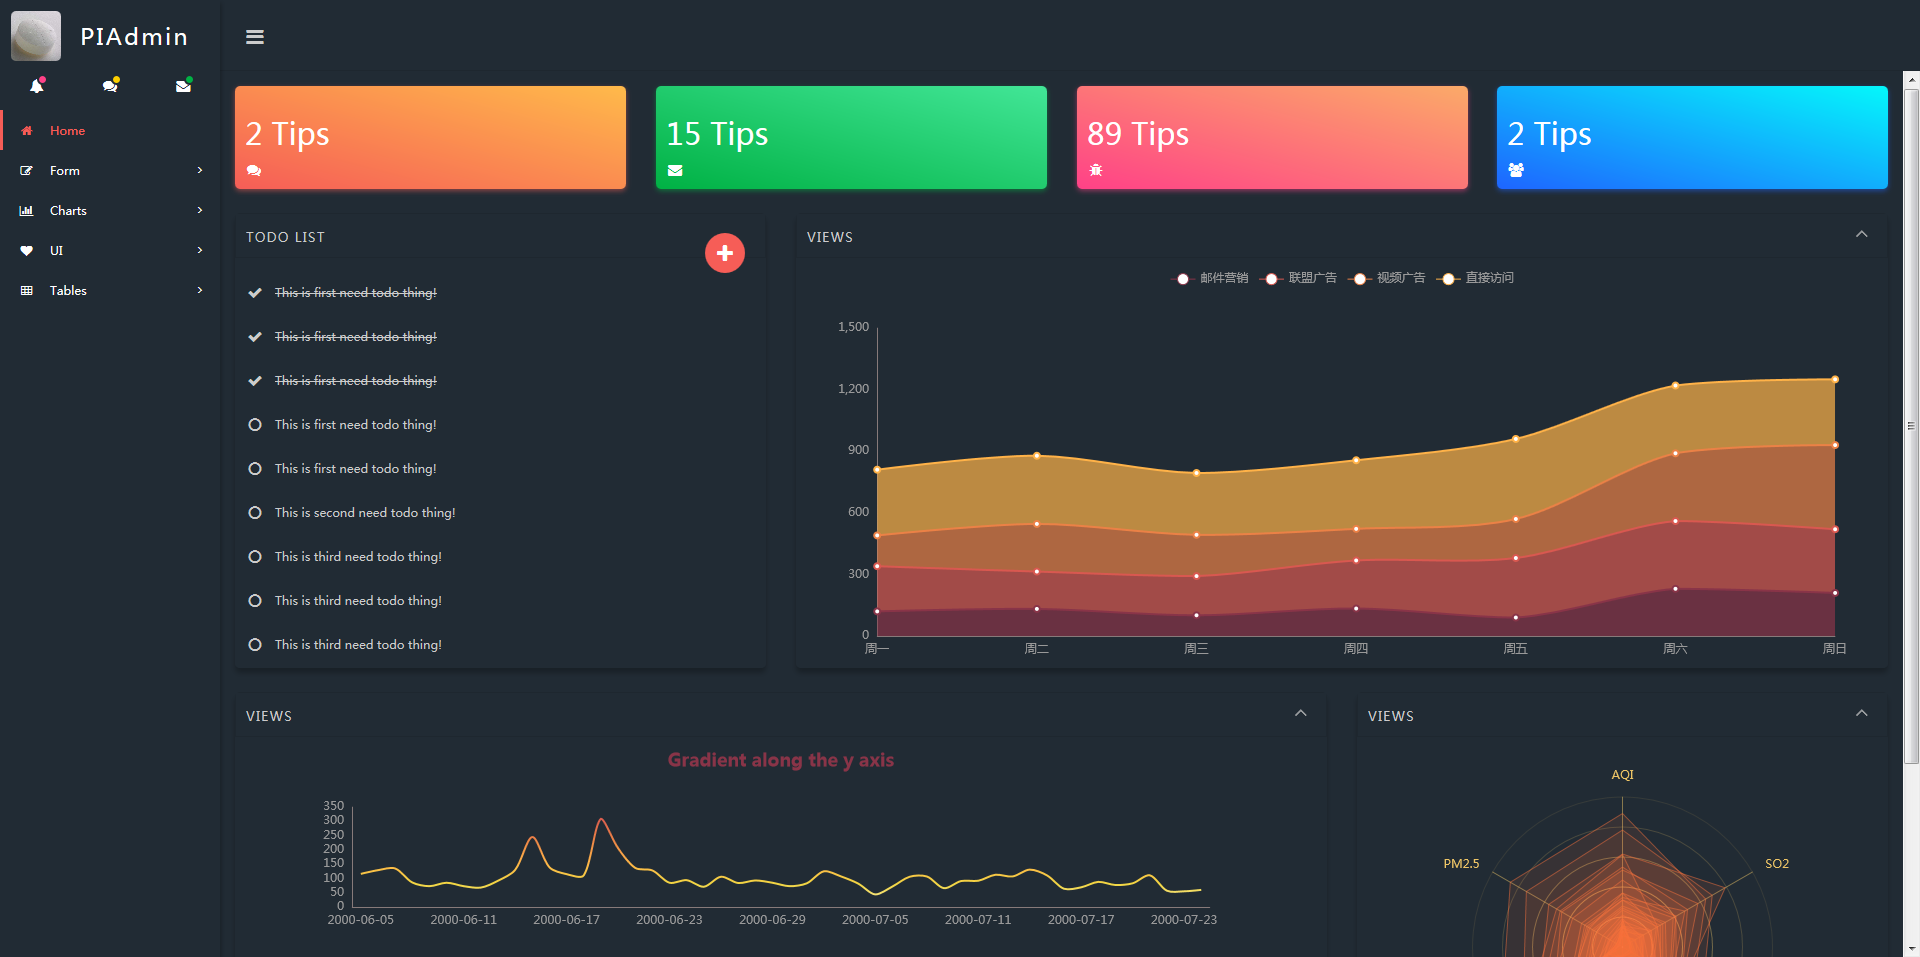 PIAdmin
Home
Form
Charts
UI
Tables
2 Tips
15 Tips
89 Tips
2 Tips
TODO LIST
This is first need todo thing!
This is first need todo thing!
This is first need todo thing!
This is first need todo thing!
This is first need todo thing!
This is second need todo thing!
This is third need todo thing!
This is third need todo thing!
This is third need todo thing!
VIEWS
邮件营销 联盟广告 视频广告 直接访问
1,500
1,200
900
600
300
0
周一 周二 周三 周四 周五 周六 周日
VIEWS
Gradient along the y axis
350
300
250
200
150
100
50
0
2000-06-05 2000-06-11 2000-06-17 2000-06-23 2000-06-29 2000-07-05 2000-07-11 2000-07-17 2000-07-23
VIEWS
AQI
PM2.5
SO2